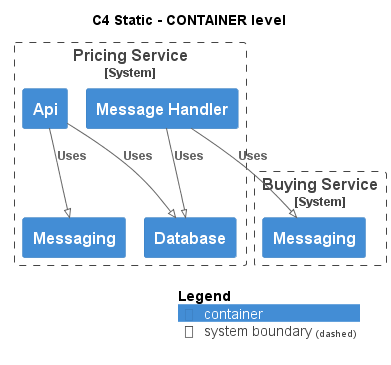 C4 Static - CONTAINER level
Pricing Service
[System]
Api
Message Handler
Uses
Uses
Uses
Uses
Buying Service
[System]
Messaging
Database
Messaging
Legend
container
system boundary (dashed)